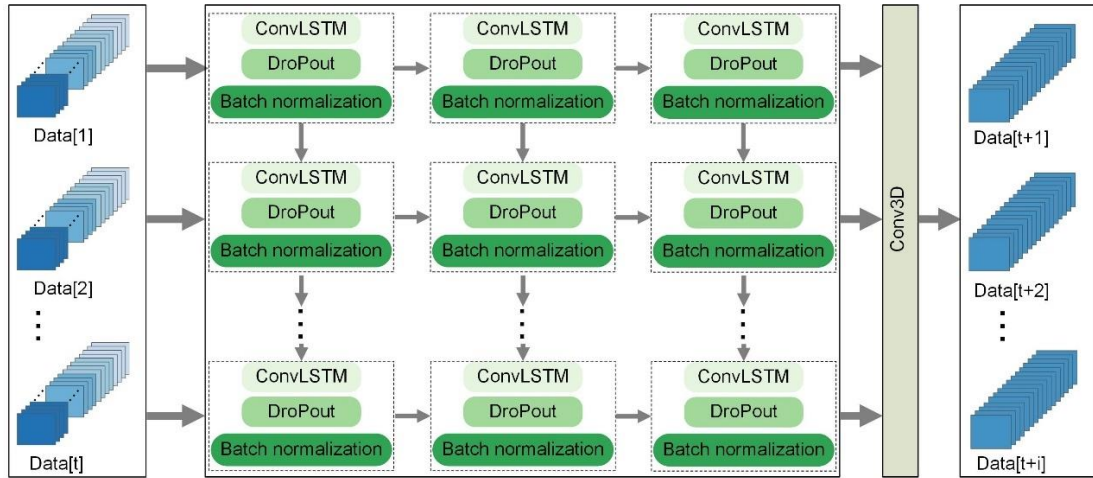 Data[1]
Data[2]
Data[t]
ConvLSTM
DroPout
Batch normalization
ConvLSTM
DroPout
Batch normalization
ConvLSTM
DroPout
Batch normalization
ConvLSTM
DroPout
Batch normalization
ConvLSTM
DroPout
Batch normalization
ConvLSTM
DroPout
Batch normalization
ConvLSTM
DroPout
Batch normalization
ConvLSTM
DroPout
Batch normalization
ConvLSTM
DroPout
Batch normalization
Conv3D
Data[t+1]
Data[t+2]
Data[t+i]